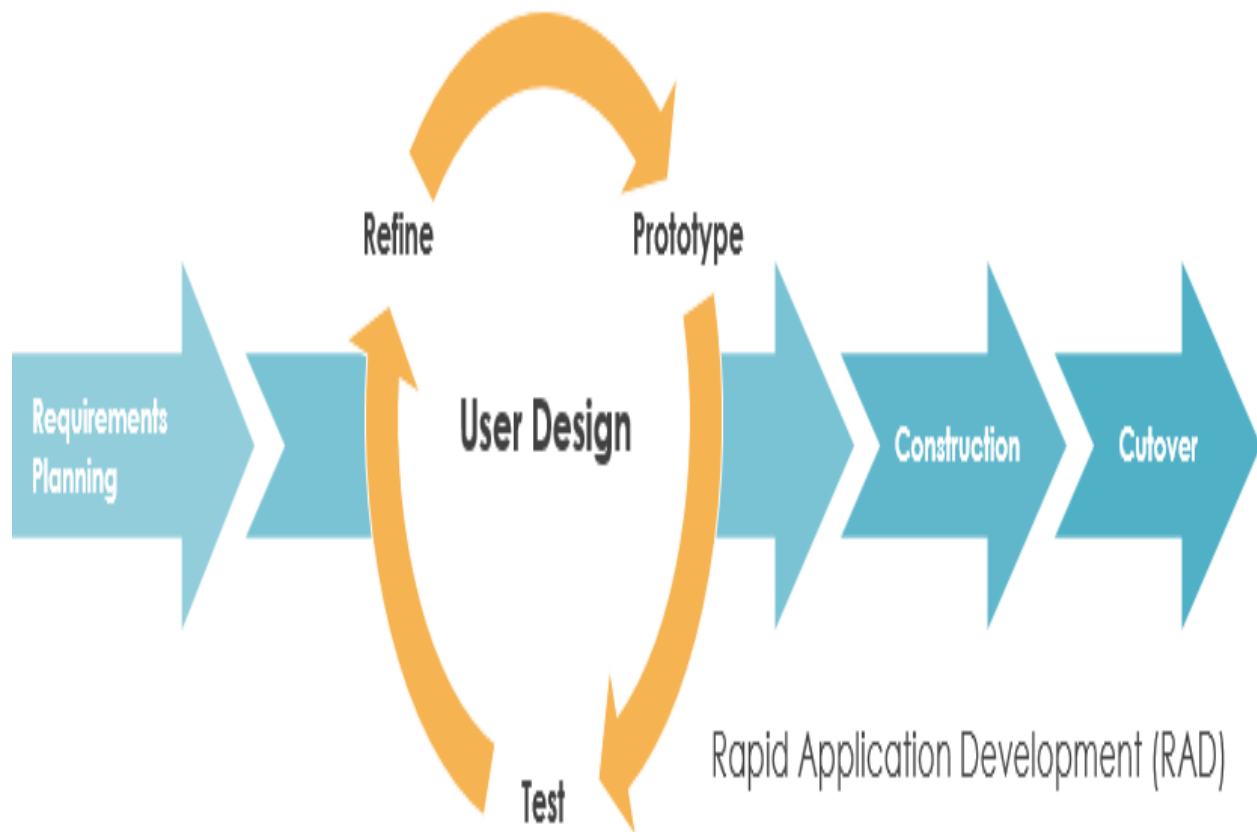 Refine
Prototype
Requirements
Planning
User Design
Construction
Cutover
Test
Rapid Application Development (RAD)